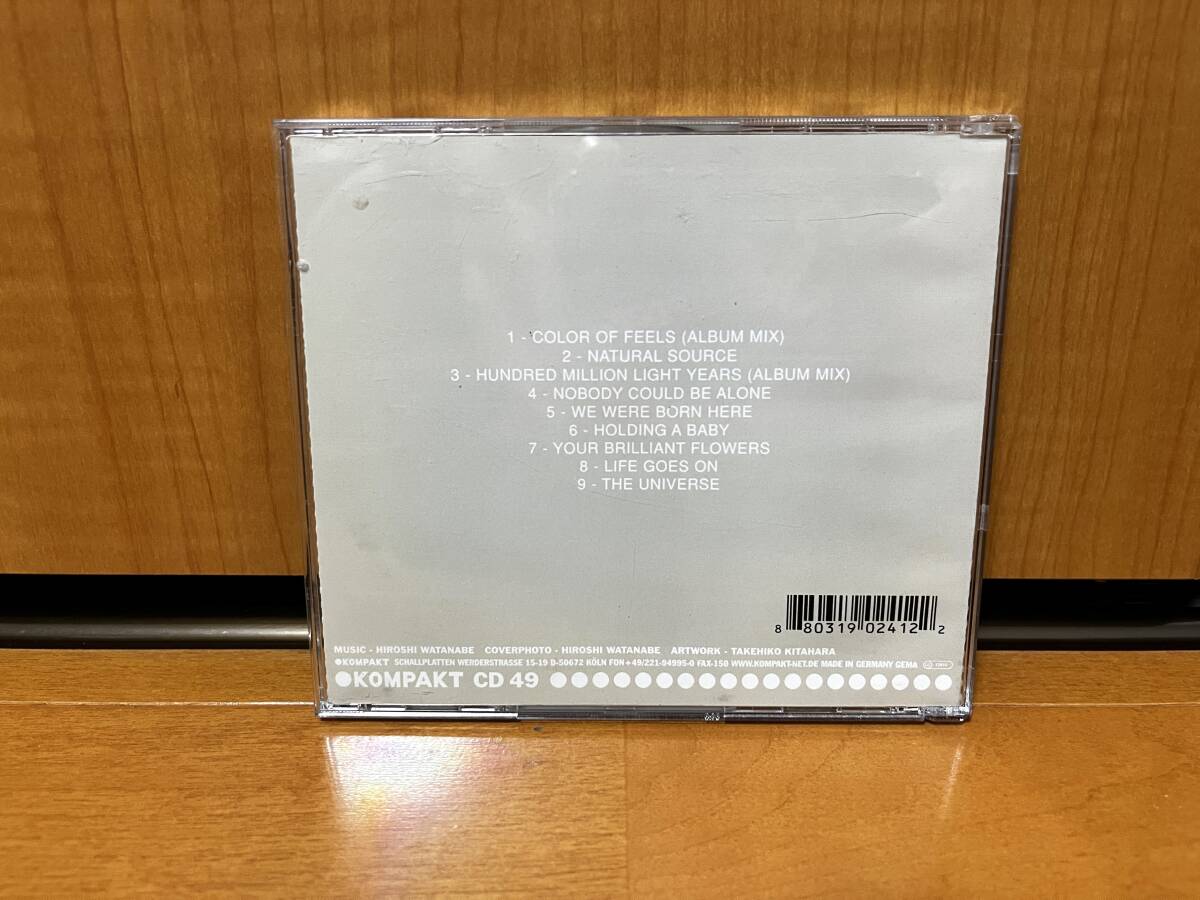 1 - COLOR OF FEELS (ALBUM MIX)
2 - NATURAL SOURCE
3 - HUNDRED MILLION LIGHT YEARS (ALBUM MIX)
4 - NOBODY COULD BE ALONE
5 - WE WERE BORN HERE
6 - HOLDING A BABY
7 - YOUR BRILLIANT FLOWERS
8 - LIFE GOES ON
9 - THE UNIVERSE
8 80319 02412 2
MUSIC - HIROSHI WATANABE COVERPHOTO - HIROSHI WATANABE ARTWORK - TAKEHIKO KITAHARA
KOMPAKT SCHALLPLATTEN WERDERSTRASSE 15-19 D-50672 KÖLN FON+49/221-94995-0 FAX-150 WWW.KOMPAKT-NET.DE MADE IN GERMANY GEMA
KOMPAKT CD 49